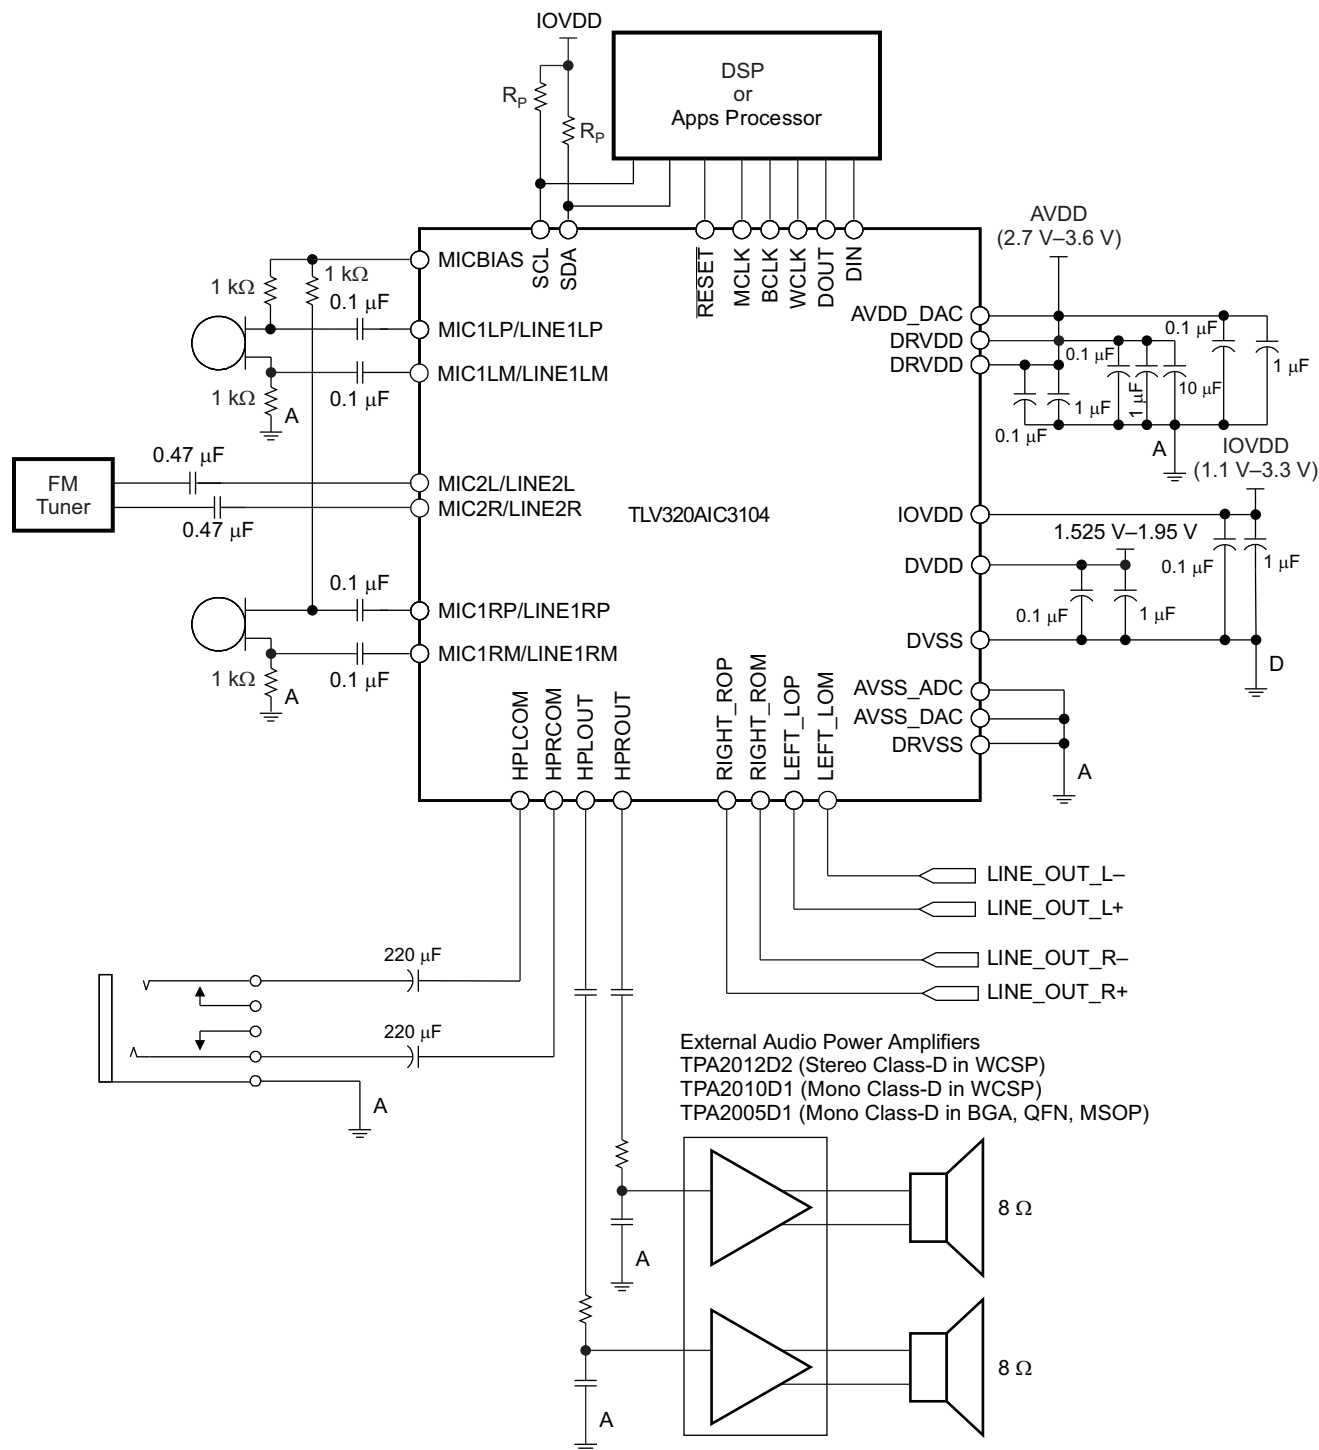 IOVDD
DSP
or
Apps Processor
RP
RP
SCL
SDA
RESET
MCLK
BCLK
WCLK
DOUT
DIN
AVDD
(2.7 V–3.6 V)
MICBIAS
1 kΩ
1 kΩ
0.1 μF
MIC1LP/LINE1LP
MIC1LM/LINE1LM
1 kΩ
A
0.1 μF
AVDD_DAC
DRVDD
DRVDD
0.1 μF
0.1 μF
1 μF
1 μF
1 μF
10 μF
0.1 μF
A
IOVDD
(1.1 V–3.3 V)
FM
Tuner
0.47 μF
0.47 μF
MIC2L/LINE2L
MIC2R/LINE2R
TLV320AIC3104
IOVDD
1.525 V–1.95 V
DVDD
0.1 μF
1 μF
0.1 μF
1 μF
DVSS
D
0.1 μF
MIC1RP/LINE1RP
MIC1RM/LINE1RM
1 kΩ
A
0.1 μF
AVSS_ADC
AVSS_DAC
DRVSS
A
HPLCOM
HPRCOM
HPLOUT
HPROUT
RIGHT_ROP
RIGHT_ROM
LEFT_LOP
LEFT_LOM
LINE_OUT_L–
LINE_OUT_L+
LINE_OUT_R–
LINE_OUT_R+
220 μF
220 μF
A
External Audio Power Amplifiers
TPA2012D2 (Stereo Class-D in WCSP)
TPA2010D1 (Mono Class-D in WCSP)
TPA2005D1 (Mono Class-D in BGA, QFN, MSOP)
8 Ω
A
8 Ω
A